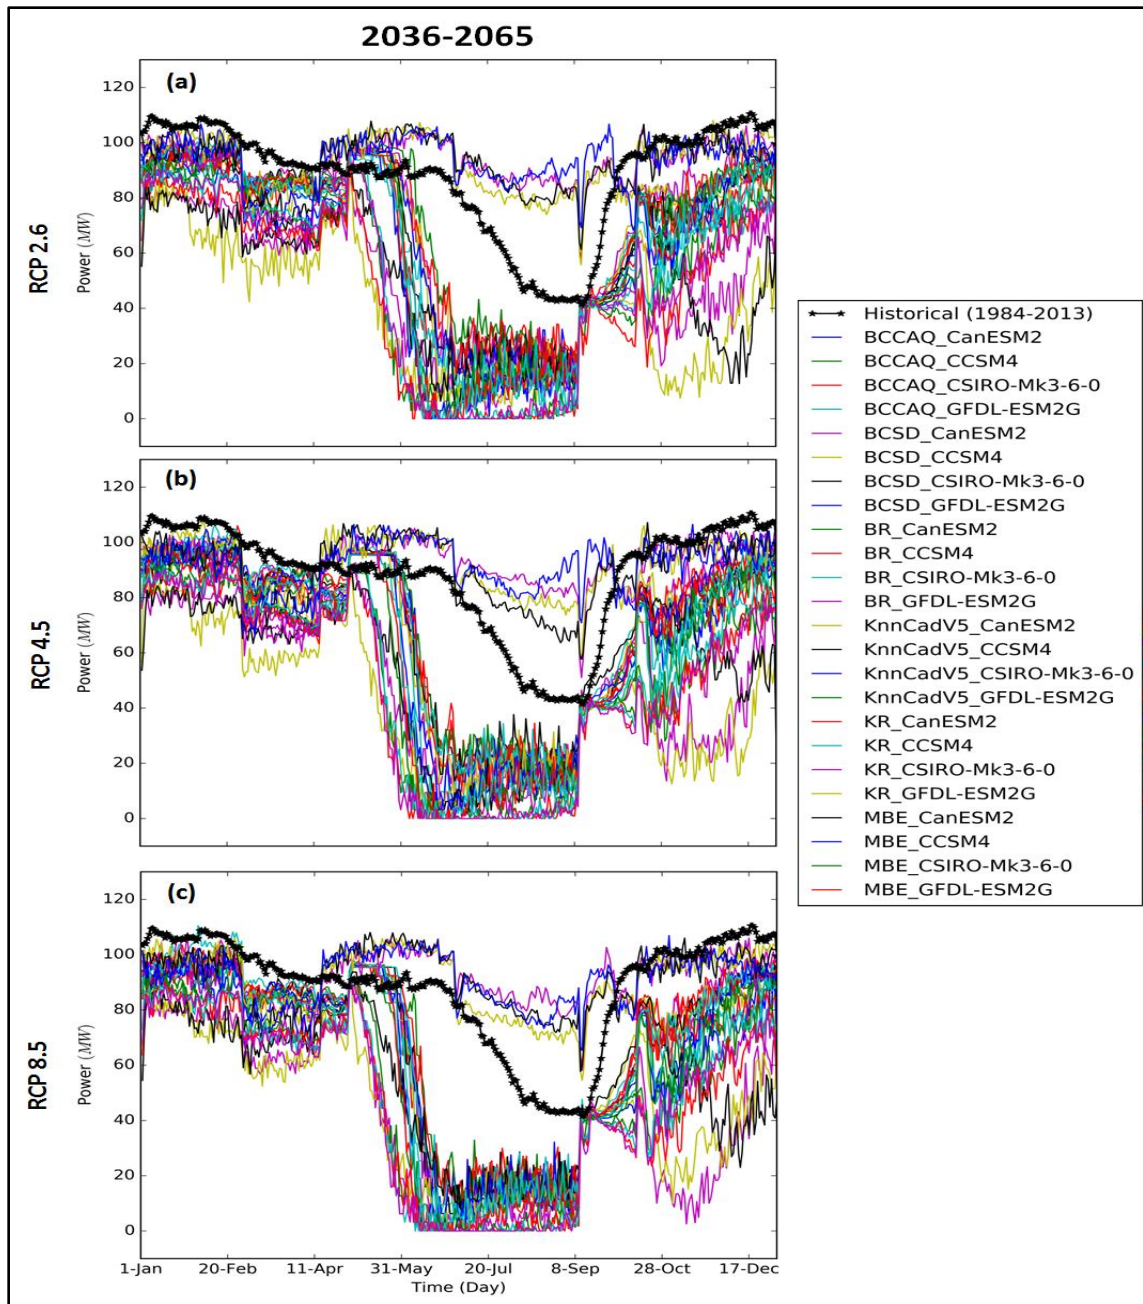 2036-2065
(a)
120
100
80
60
40
20
0
Power (MW)
RCP 2.6
(b)
120
100
80
60
40
20
0
Power (MW)
RCP 4.5
(c)
120
100
80
60
40
20
0
Power (MW)
RCP 8.5
1-Jan 20-Feb 11-Apr 31-May 20-Jul 8-Sep 28-Oct 17-Dec
Time (Day)
Historical (1984-2013)
BCCAQ_CanESM2
BCCAQ_CCSM4
BCCAQ_CSIRO-Mk3-6-0
BCCAQ_GFDL-ESM2G
BCSD_CanESM2
BCSD_CCSM4
BCSD_CSIRO-Mk3-6-0
BCSD_GFDL-ESM2G
BR_CanESM2
BR_CCSM4
BR_CSIRO-Mk3-6-0
BR_GFDL-ESM2G
KnnCadV5_CanESM2
KnnCadV5_CCSM4
KnnCadV5_CSIRO-Mk3-6-0
KnnCadV5_GFDL-ESM2G
KR_CanESM2
KR_CCSM4
KR_CSIRO-Mk3-6-0
KR_GFDL-ESM2G
MBE_CanESM2
MBE_CCSM4
MBE_CSIRO-Mk3-6-0
MBE_GFDL-ESM2G